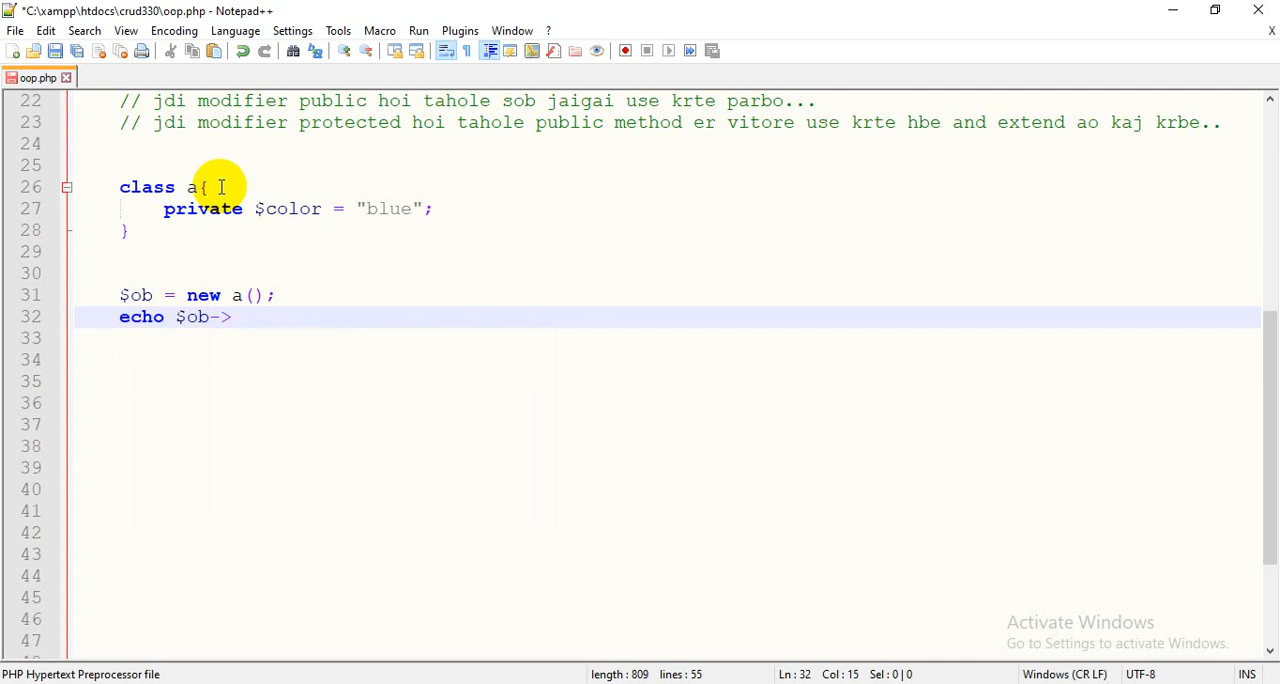 *C:\xampp\htdocs\crud330\oop.php - Notepad++
File Edit Search View Encoding Language Settings Tools Macro Run Plugins Window ? X
oop.php
22 // jdi modifier public hoi tahole sob jaigai use krte parbo...
23 // jdi modifier protected hoi tahole public method er vitore use krte hbe and extend ao kaj krbe..
24
25
26 class a{
27 private $color = "blue";
28 }
29
30
31 $ob = new a();
32 echo $ob->
33
34
35
36
37
38
39
40
41
42
43
44
45
46
47
Activate Windows
Go to Settings to activate Windows.
PHP Hypertext Preprocessor file length : 809 lines : 55 Ln : 32 Col : 15 Sel : 0 | 0 Windows (CR LF) UTF-8 INS